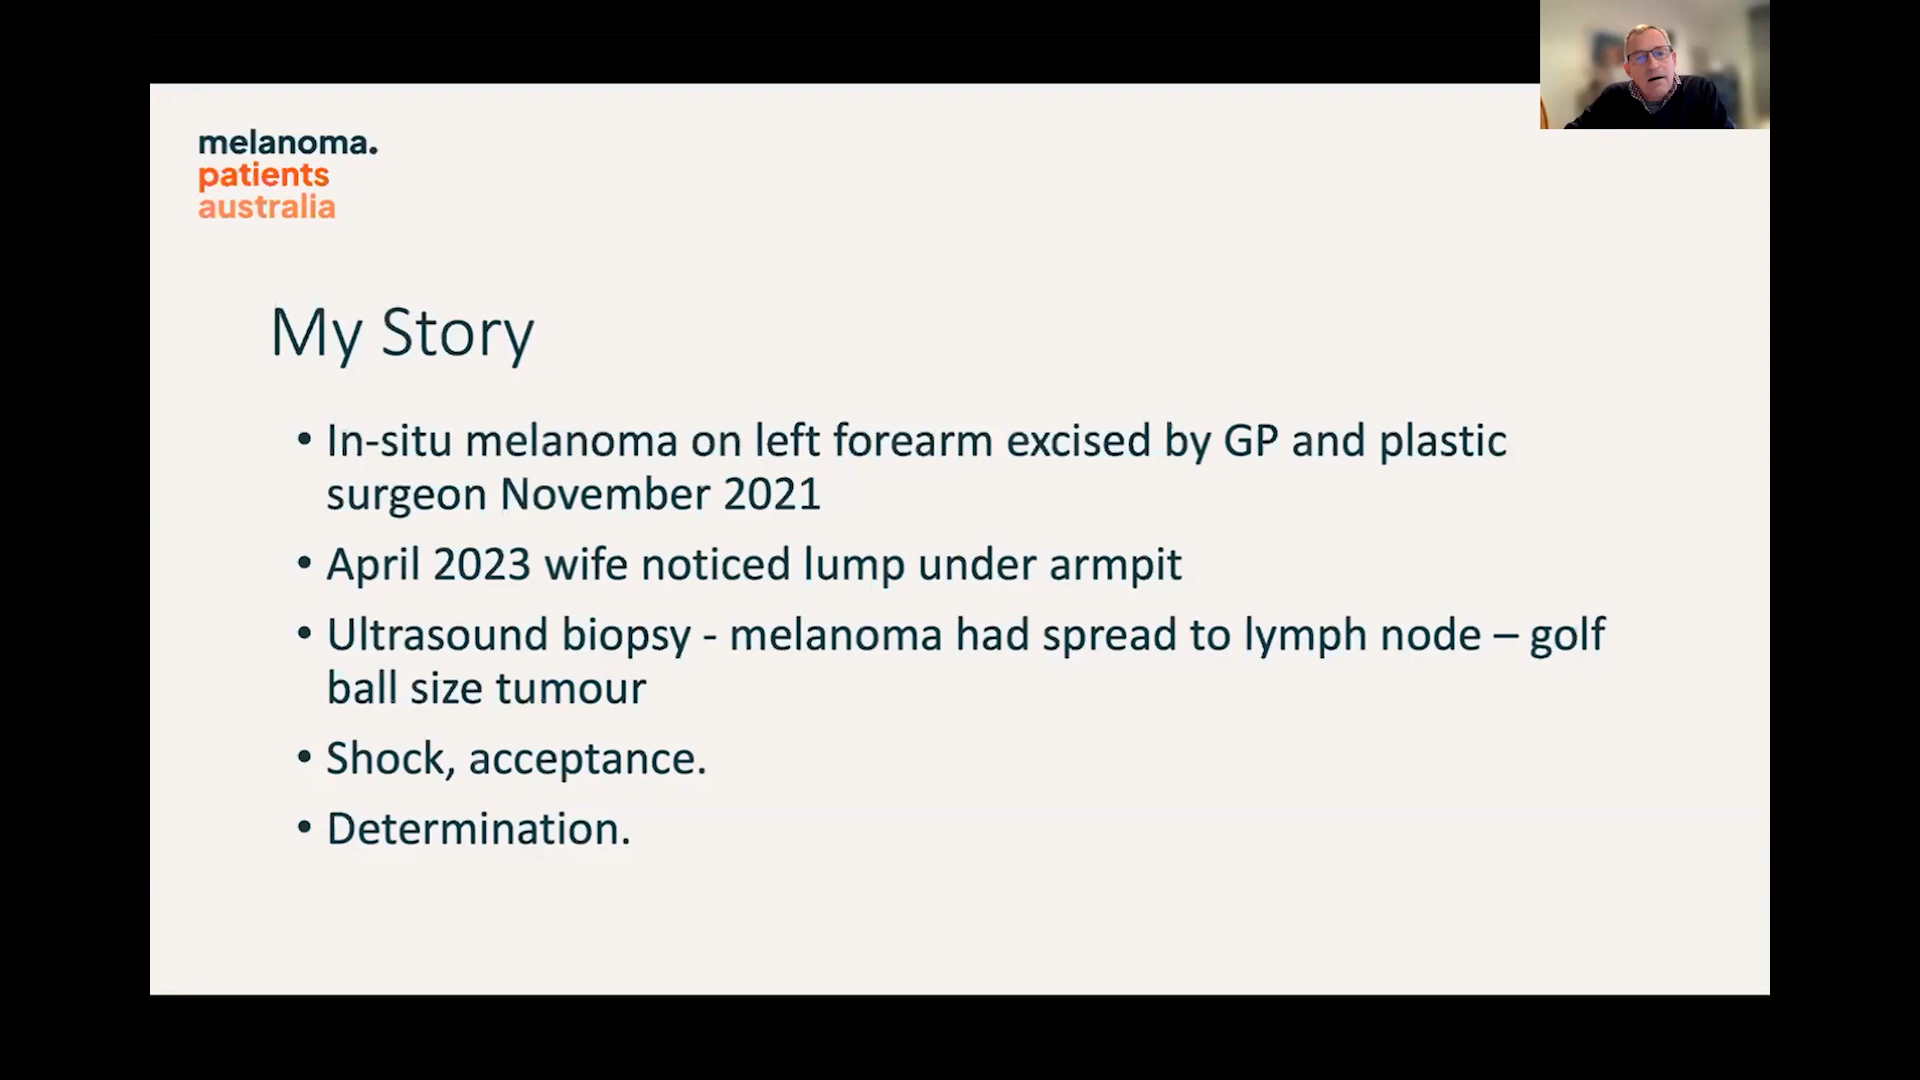 melanoma.
patients
australia
My Story
• In-situ melanoma on left forearm excised by GP and plastic
surgeon November 2021
• April 2023 wife noticed lump under armpit
• Ultrasound biopsy - melanoma had spread to lymph node – golf
ball size tumour
• Shock, acceptance.
• Determination.